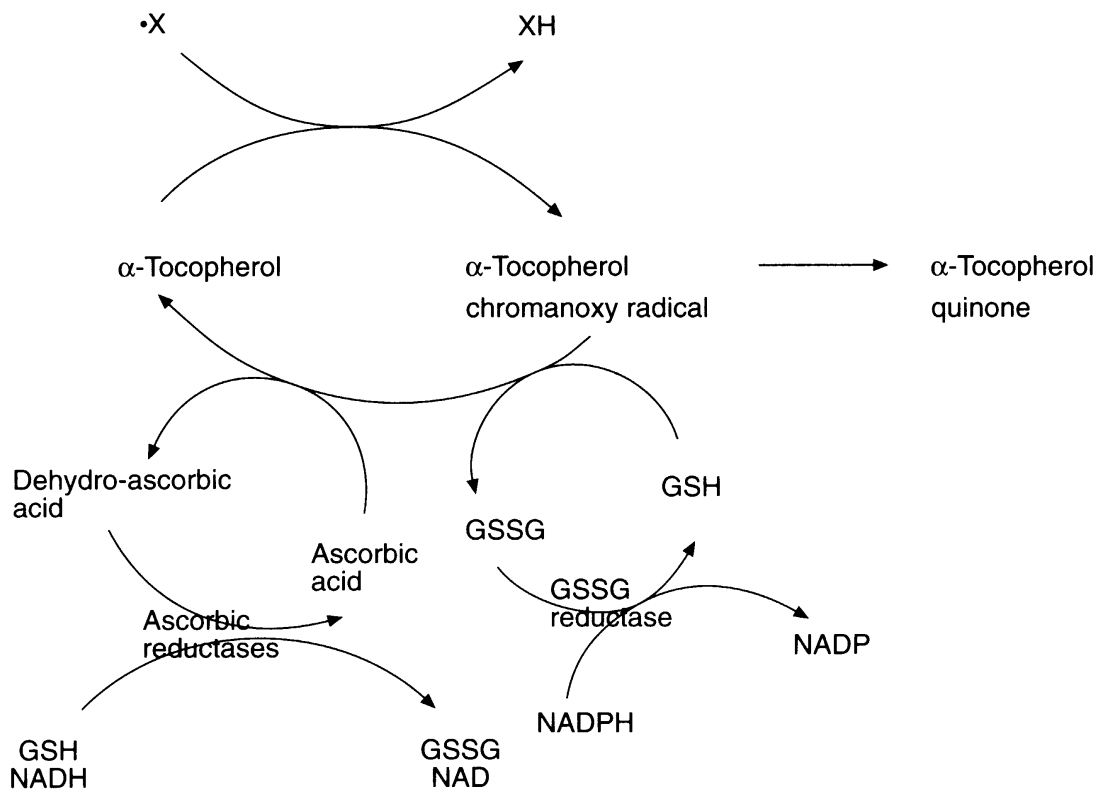 •X
XH
α-Tocopherol
α-Tocopherol
chromanoxy radical
α-Tocopherol
quinone
Dehydro-ascorbic
acid
GSH
GSSG
Ascorbic
acid
GSSG
reductase
Ascorbic
reductases
NADP
NADPH
GSH
NADH
GSSG
NAD